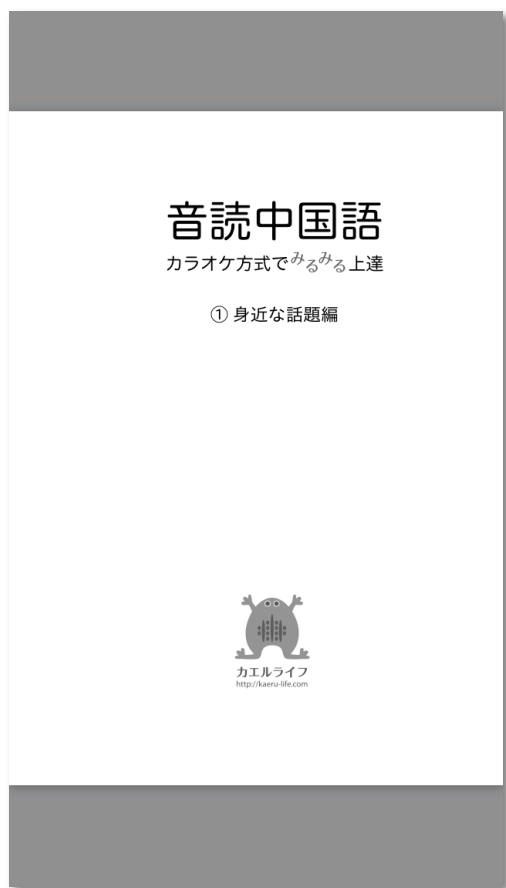 音読中国語
カラオケ方式でみるみる上達
① 身近な話題編
カエルライフ
http://kaeru-life.com